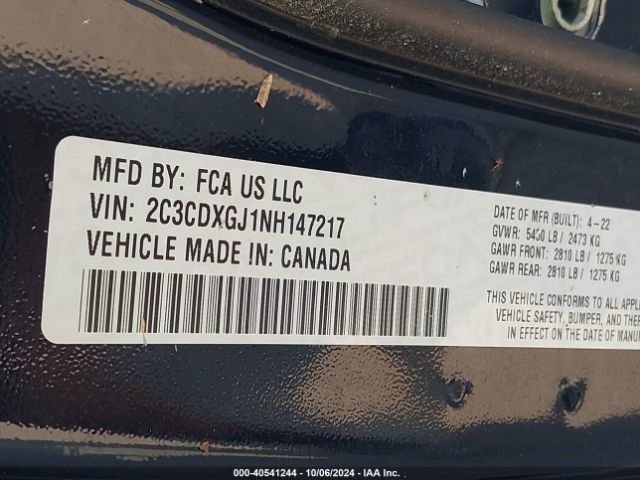 MFD BY: FCA US LLC
VIN: 2C3CDXGJ1NH147217
VEHICLE MADE IN: CANADA
DATE OF MFR (BUILT): 4-22
GVWR: 5450 LB / 2473 KG
GAWR FRONT: 2810 LB / 1275 KG
GAWR REAR: 2810 LB / 1275 KG
THIS VEHICLE CONFORMS TO ALL APPL
VEHICLE SAFETY, BUMPER, AND THE
IN EFFECT ON THE DATE OF MANU
000-40541244 - 10/06/2024 - IAA Inc.